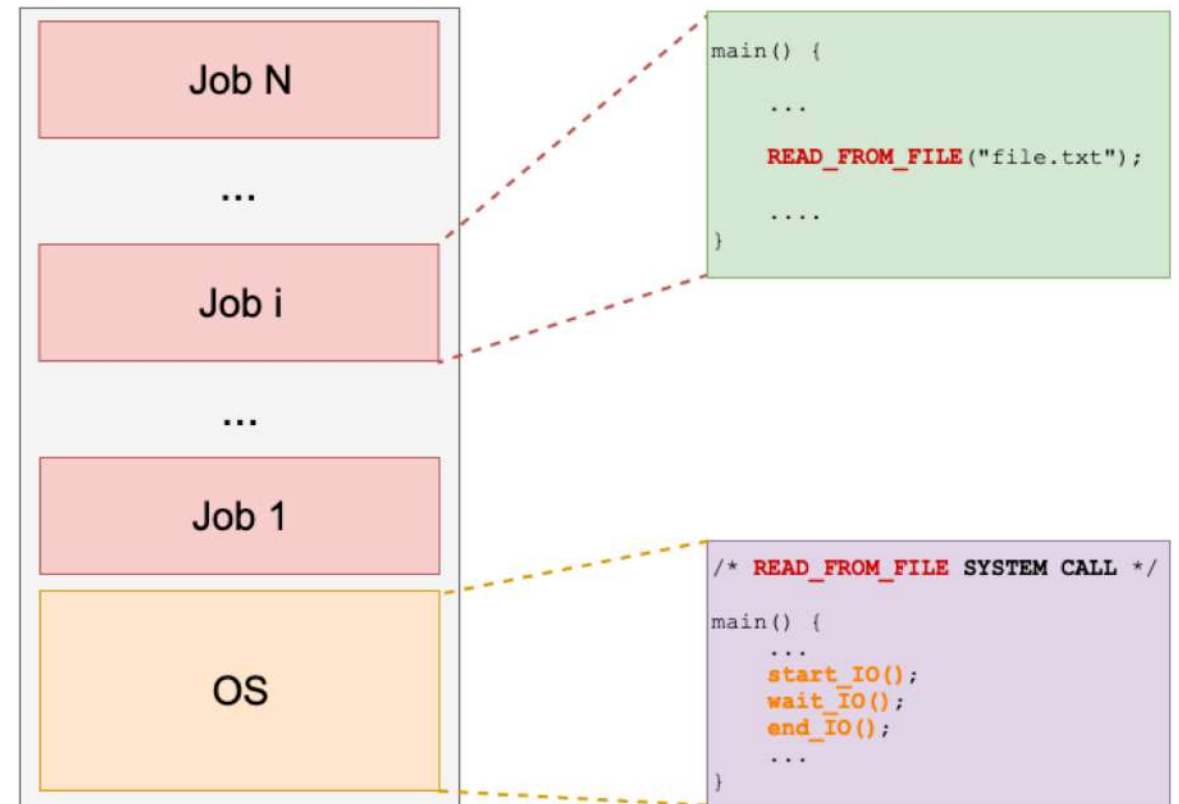 Job N
...
Job i
...
Job 1
OS
main() {
...
READ_FROM_FILE("file.txt");
....
}
/* READ_FROM_FILE SYSTEM CALL */
main() {
...
start_IO();
wait_IO();
end_IO();
...
}